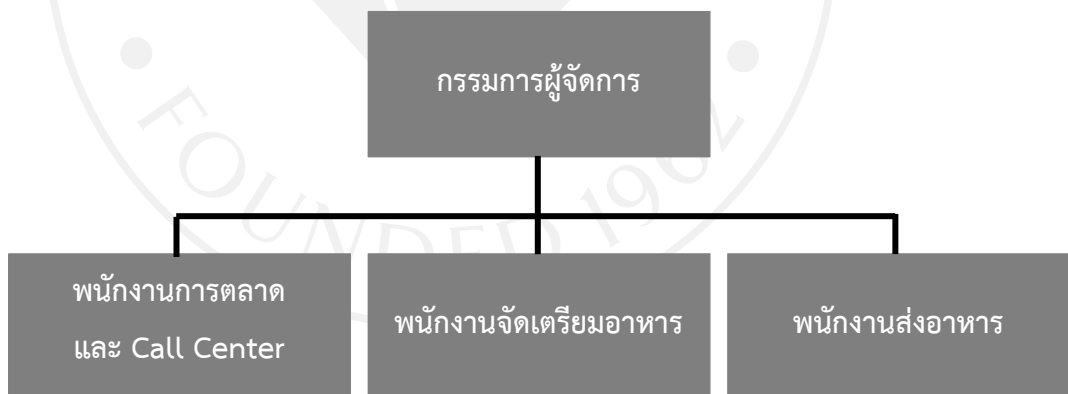 กรรมการผู้จัดการ
พนักงานการตลาด
และ Call Center
พนักงานจัดเตรียมอาหาร
พนักงานส่งอาหาร
FOUNDED 1962